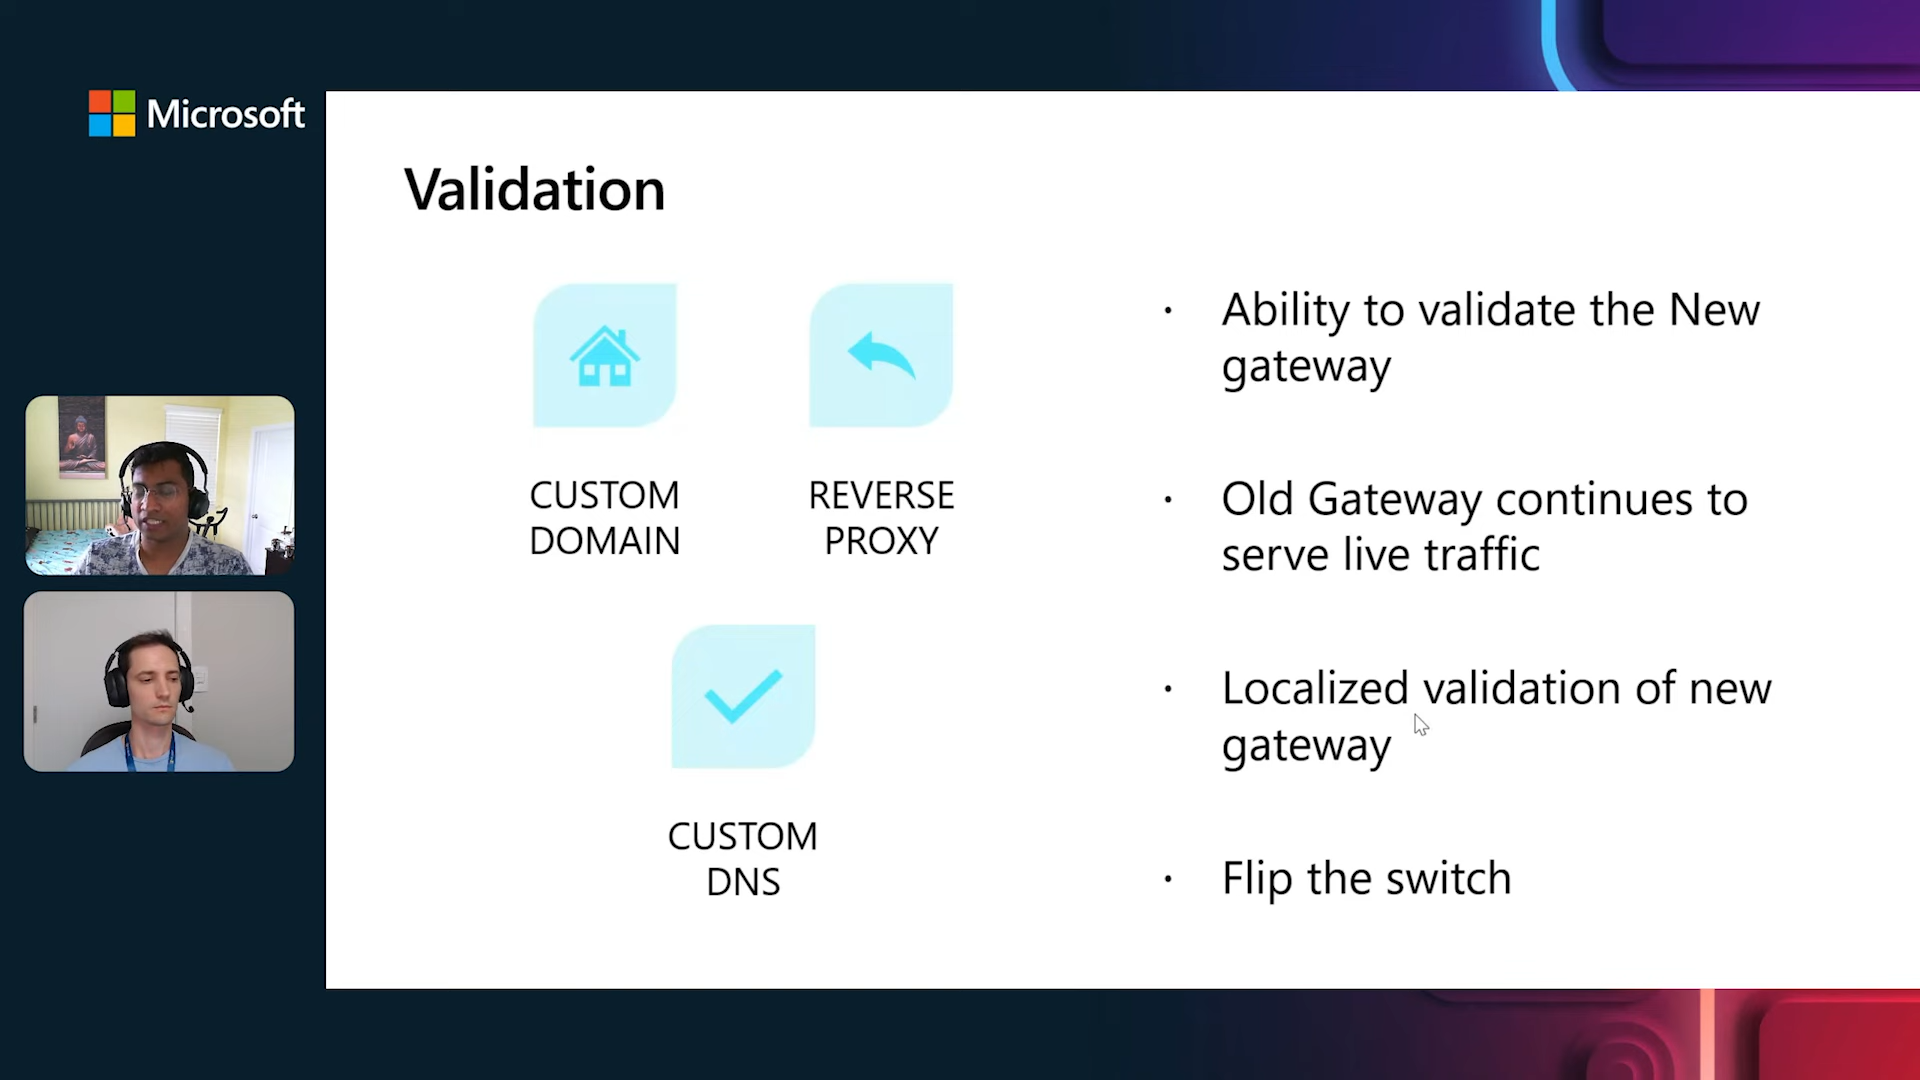 Microsoft
Validation
CUSTOM
DOMAIN
REVERSE
PROXY
CUSTOM
DNS
· Ability to validate the New
gateway
· Old Gateway continues to
serve live traffic
· Localized validation of new
gateway
· Flip the switch